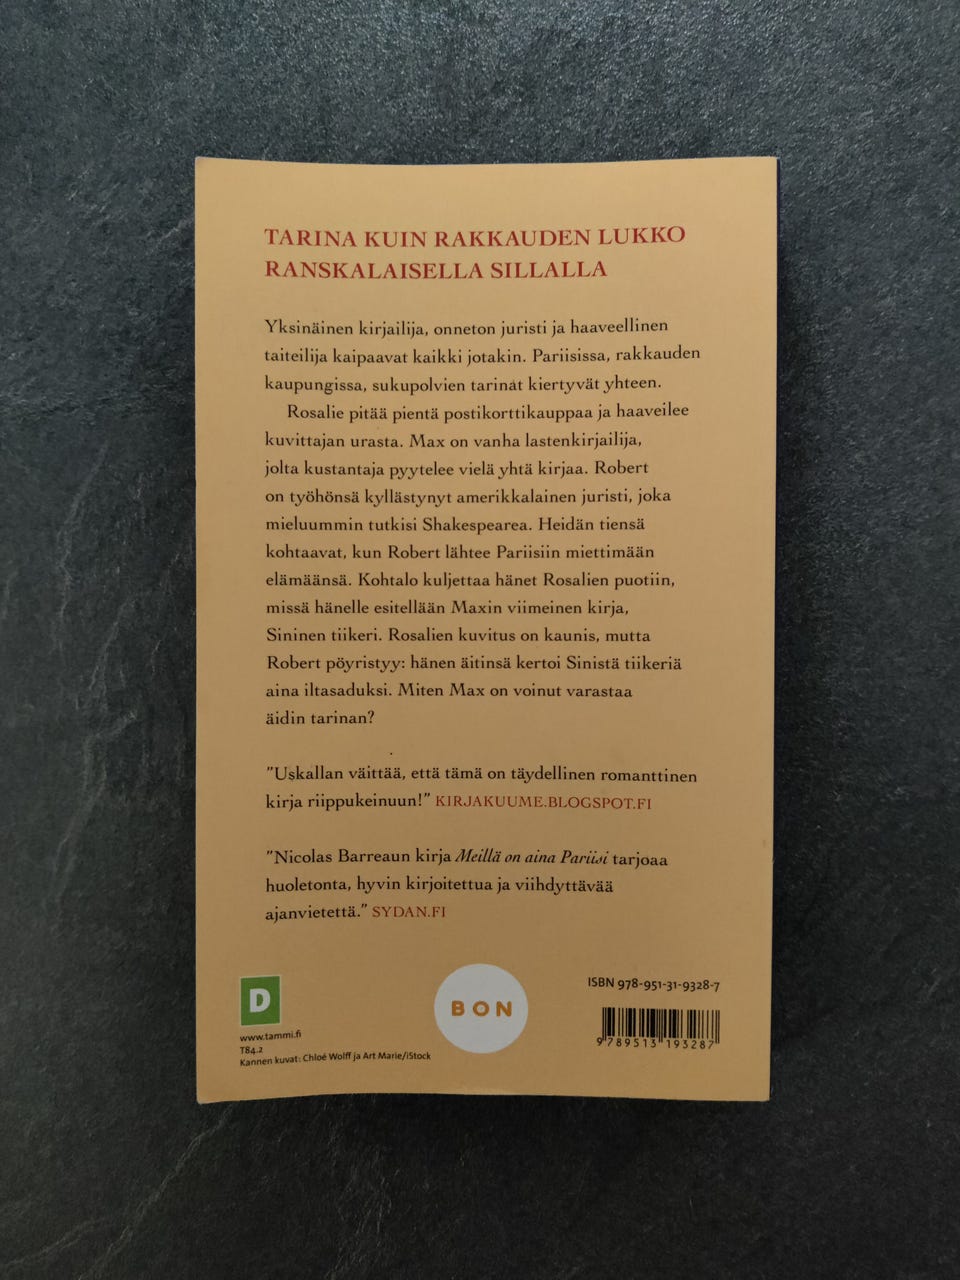 TARINA KUIN RAKKAUDEN LUKKO
RANSKALAISELLA SILLALLA
Yksinäinen kirjailija, onneton juristi ja haaveellinen
taiteilija kaipaavat kaikki jotakin. Pariisissa, rakkauden
kaupungissa, sukupolvien tarinat kiertyvät yhteen.
Rosalie pitää pientä postikorttikauppaa ja haaveilee
kuvittajan urasta. Max on vanha lastenkirjailija,
jolta kustantaja pyytelee vielä yhtä kirjaa. Robert
on työhönsä kyllästynyt amerikkalainen juristi, joka
mieluummin tutkisi Shakespearea. Heidän tiensä
kohtaavat, kun Robert lähtee Pariisiin miettimään
elämäänsä. Kohtalo kuljettaa hänet Rosalien puotiin,
missä hänelle esitellään Maxin viimeinen kirja,
Sininen tiikeri. Rosalien kuvitus on kaunis, mutta
Robert pöyristyy: hänen äitinsä kertoi Sinistä tiikeriä
aina iltasaduksi. Miten Max on voinut varastaa
äidin tarinan?
"Uskallan väittää, että tämä on täydellinen romanttinen
kirja riippukeinuun!" KIRJAKUUME.BLOGSPOT.FI
"Nicolas Barreaun kirja Meillä on aina Pariisi tarjoaa
huoletonta, hyvin kirjoitettua ja viihdyttävää
ajanvietettä." SYDAN.FI
D
www.tammi.fi
T84.2
Kannen kuvat: Chloé Wolff ja Art Marie/iStock
BON
ISBN 978-951-31-9328-7
9 789513 193287